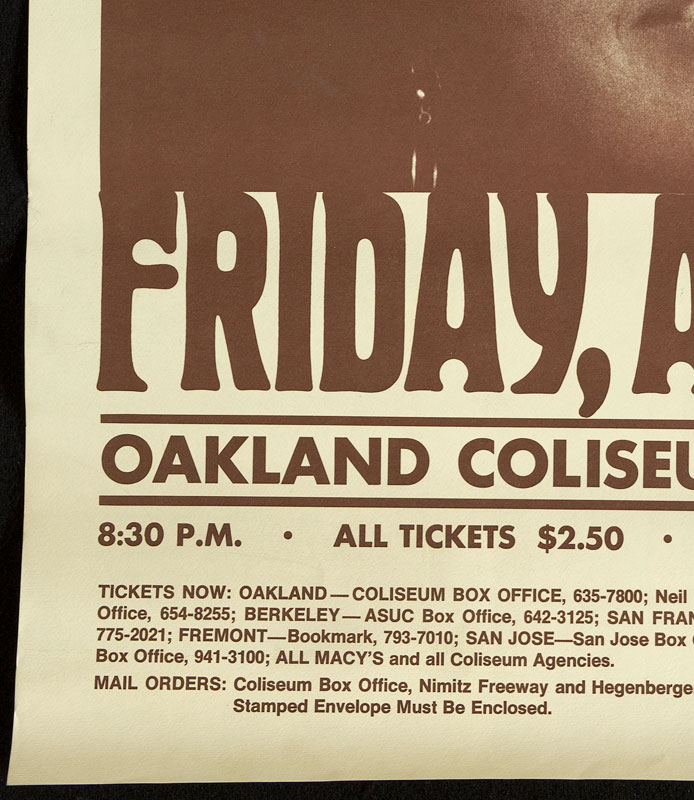 FRIDAY, A
OAKLAND COLISEU
8:30 P.M. • ALL TICKETS $2.50 •
TICKETS NOW: OAKLAND—COLISEUM BOX OFFICE, 635-7800; Neil
Office, 654-8255; BERKELEY—ASUC Box Office, 642-3125; SAN FRAN
775-2021; FREMONT—Bookmark, 793-7010; SAN JOSE—San Jose Box O
Box Office, 941-3100; ALL MACY'S and all Coliseum Agencies.
MAIL ORDERS: Coliseum Box Office, Nimitz Freeway and Hegenberge
Stamped Envelope Must Be Enclosed.